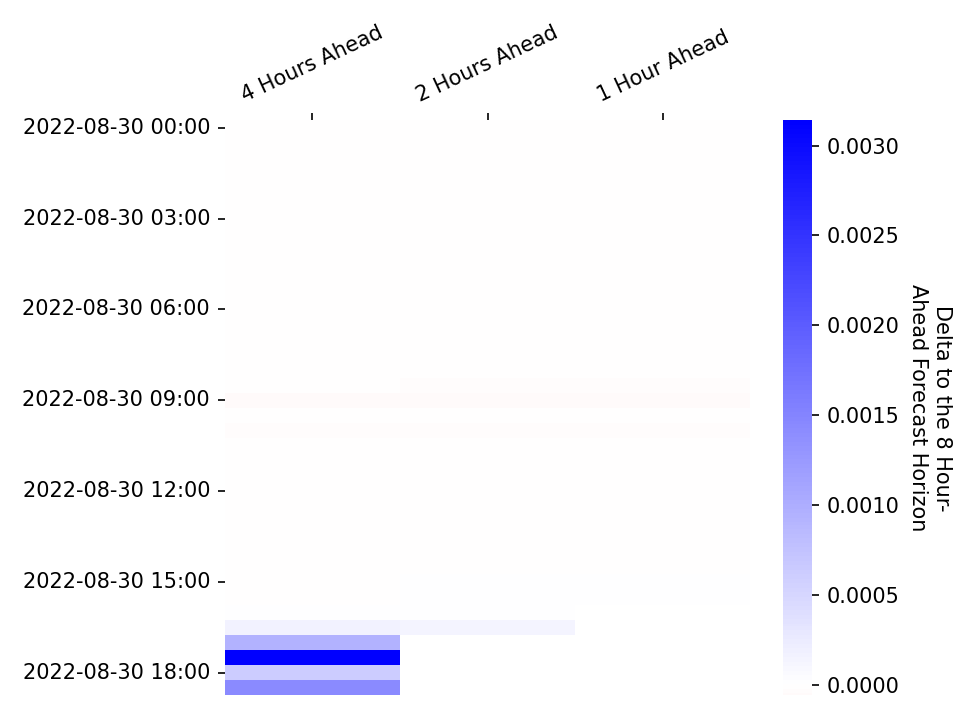 4 Hours Ahead
2 Hours Ahead
1 Hour Ahead
2022-08-30 00:00
2022-08-30 03:00
2022-08-30 06:00
2022-08-30 09:00
2022-08-30 12:00
2022-08-30 15:00
2022-08-30 18:00
0.0030
0.0025
0.0020
0.0015
0.0010
0.0005
0.0000
Delta to the 8 Hour-
Ahead Forecast Horizon